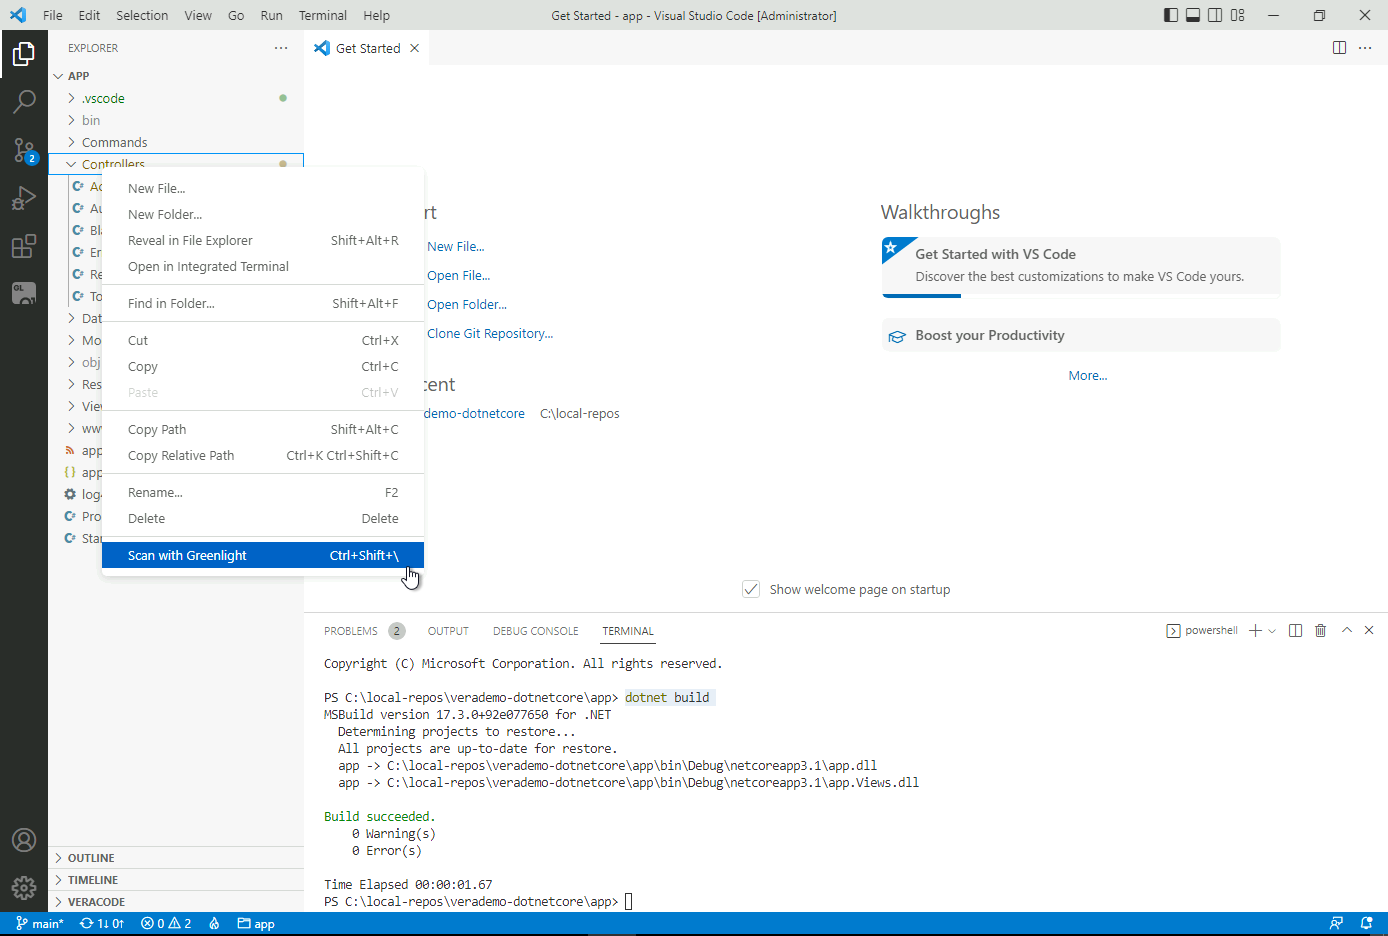 File Edit Selection View Go Run Terminal Help
Get Started - app - Visual Studio Code [Administrator]
EXPLORER
Get Started
APP
.vscode
bin
Commands
Controllers
2
GL
New File...
New Folder...
Reveal in File Explorer Shift+Alt+R
Open in Integrated Terminal
Find in Folder... Shift+Alt+F
Cut Ctrl+X
Copy Ctrl+C
Paste Ctrl+V
Copy Path Shift+Alt+C
Copy Relative Path Ctrl+K Ctrl+Shift+C
Rename... F2
Delete Delete
Scan with Greenlight Ctrl+Shift+\
C# Ac
C# Au
C# Bl
C# Er
C# Re
C# To
Dat
Mo
obj
Res
Vie
ww
app
{} app
log
C# Pro
C# Sta
rt
New File...
Open File...
Open Folder...
Clone Git Repository...
cent
demo-dotnetcore C:\local-repos
Walkthroughs
Get Started with VS Code
Discover the best customizations to make VS Code yours.
Boost your Productivity
More...
Show welcome page on startup
PROBLEMS 2 OUTPUT DEBUG CONSOLE TERMINAL
powershell
Copyright (C) Microsoft Corporation. All rights reserved.
PS C:\local-repos\verademo-dotnetcore\app> dotnet build
MSBuild version 17.3.0+92e077650 for .NET
Determining projects to restore...
All projects are up-to-date for restore.
app -> C:\local-repos\verademo-dotnetcore\app\bin\Debug\netcoreapp3.1\app.dll
app -> C:\local-repos\verademo-dotnetcore\app\bin\Debug\netcoreapp3.1\app.Views.dll
Build succeeded.
0 Warning(s)
0 Error(s)
Time Elapsed 00:00:01.67
PS C:\local-repos\verademo-dotnetcore\app>
OUTLINE
TIMELINE
VERACODE
main* 1↓ 0↑ 0 2 app